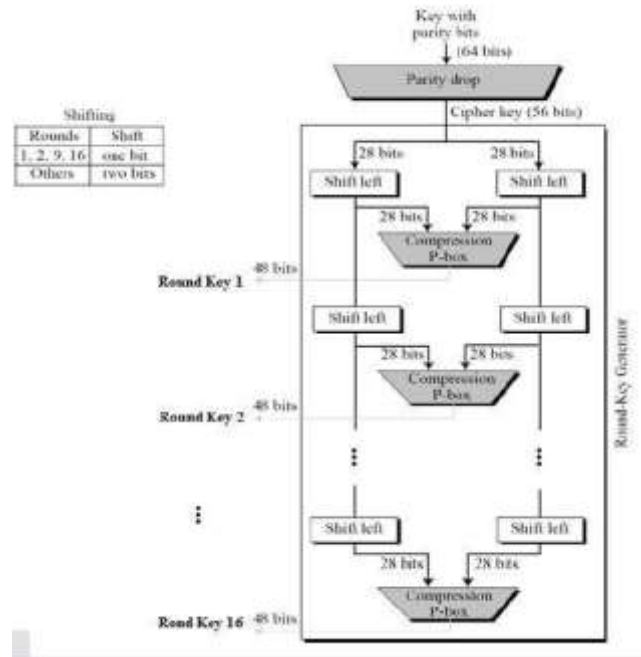 Key with
parity bits
(64 bits)
Parity drop
Cipher key (56 bits)
Shifting
Rounds Shift
1, 2, 9, 16 one bit
Others two bits
28 bits 28 bits
Shift left Shift left
28 bits 28 bits
Compression
P-box
48 bits
Round Key 1
Shift left Shift left
28 bits 28 bits
Compression
P-box
48 bits
Round Key 2
Round-Key Generator
Shift left Shift left
28 bits 28 bits
Compression
P-box
48 bits
Rond Key 16